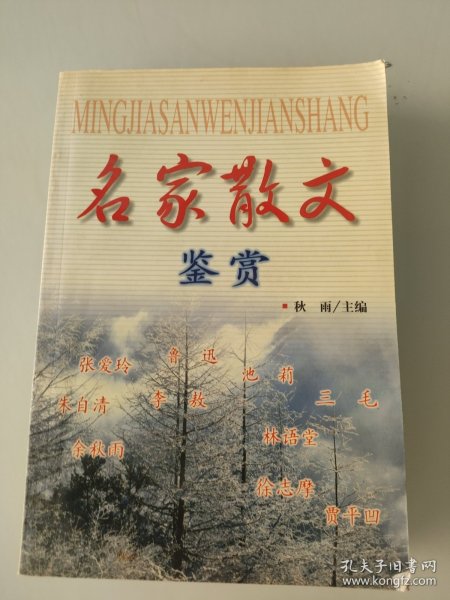 MINGJIASANWENJIANSHANG
名家散文
鉴赏
秋 雨/主编
张爱玲 鲁迅 池莉
朱自清 李敖 三毛
余秋雨 林语堂
徐志摩
贾平凹
孔夫子旧书网
www.kongfz.com